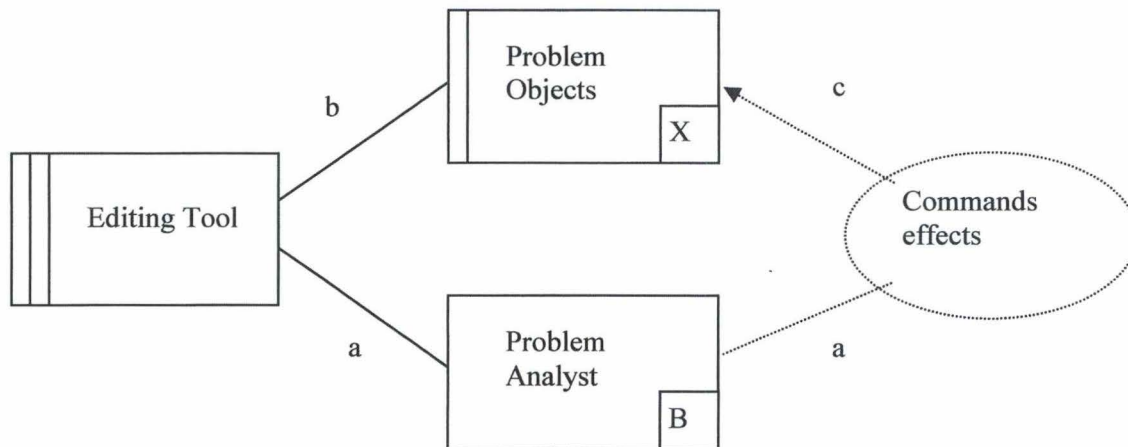 Problem
Objects
X
b
c
Editing Tool
Commands
effects
a
Problem
Analyst
B
a